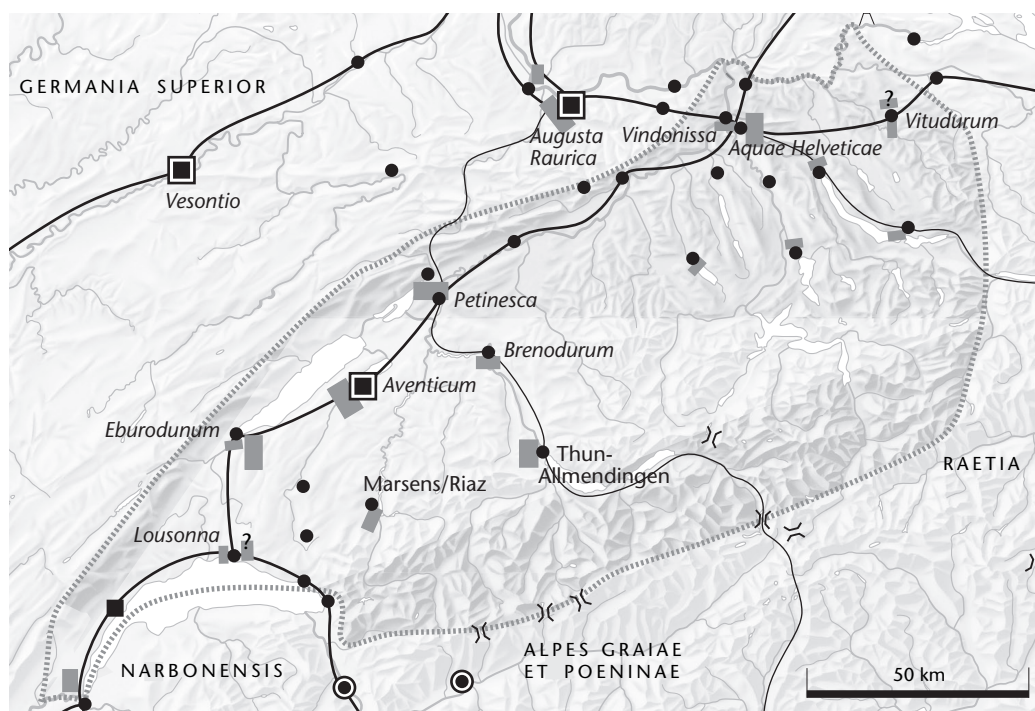 GERMANIA SUPERIOR
?
Augusta
Raurica
Vindonissa
Vitudurum
Aquae Helveticae
Vesontio
Petinesca
Brenodurum
Aventicum
Eburodunum
Thun-
Allmendingen
RAETIA
Marsens/Riaz
Lousonna
?
NARBONENSIS
ALPES GRAIAE
ET POENINAE
50 km